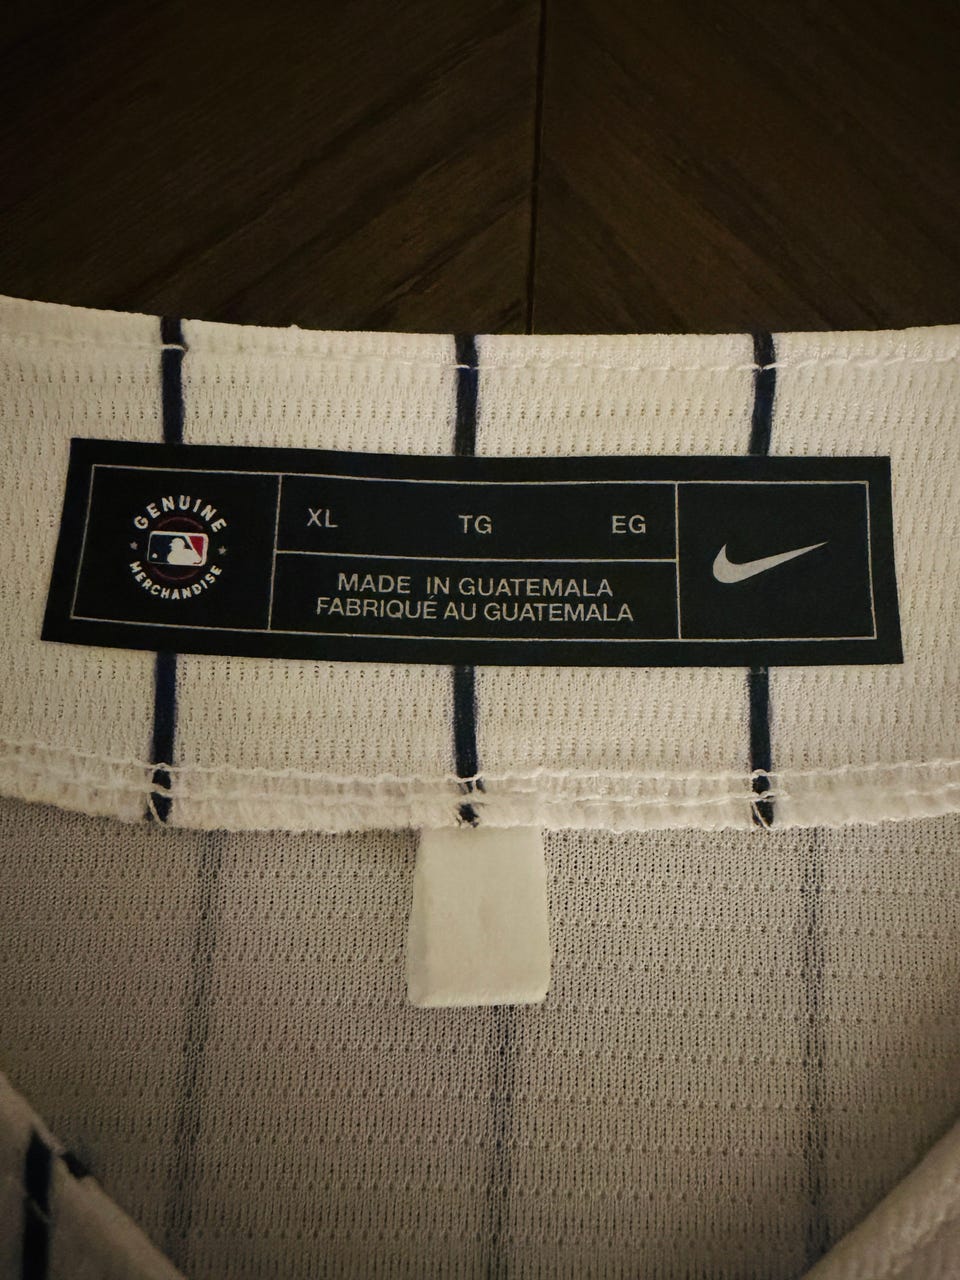 GENUINE
MERCHANDISE
XL TG EG
MADE IN GUATEMALA
FABRIQUÉ AU GUATEMALA